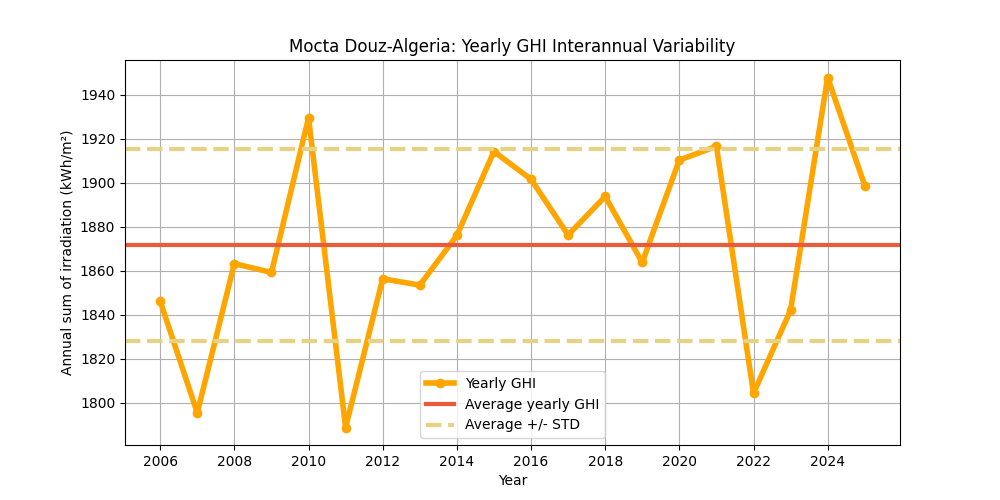 Mocta Douz-Algeria: Yearly GHI Interannual Variability
Annual sum of irradiation (kWh/m²)
1940
1920
1900
1880
1860
1840
1820
1800
Yearly GHI
Average yearly GHI
Average +/- STD
2006 2008 2010 2012 2014 2016 2018 2020 2022 2024
Year